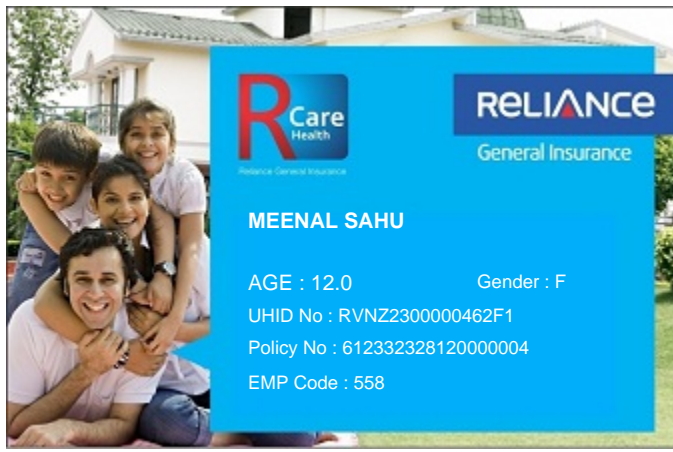 R Care
Health
Reliance General Insurance
RELIANCE
General Insurance
MEENAL SAHU
AGE : 12.0
Gender : F
UHID No : RVNZ2300000462F1
Policy No : 612332328120000004
EMP Code : 558